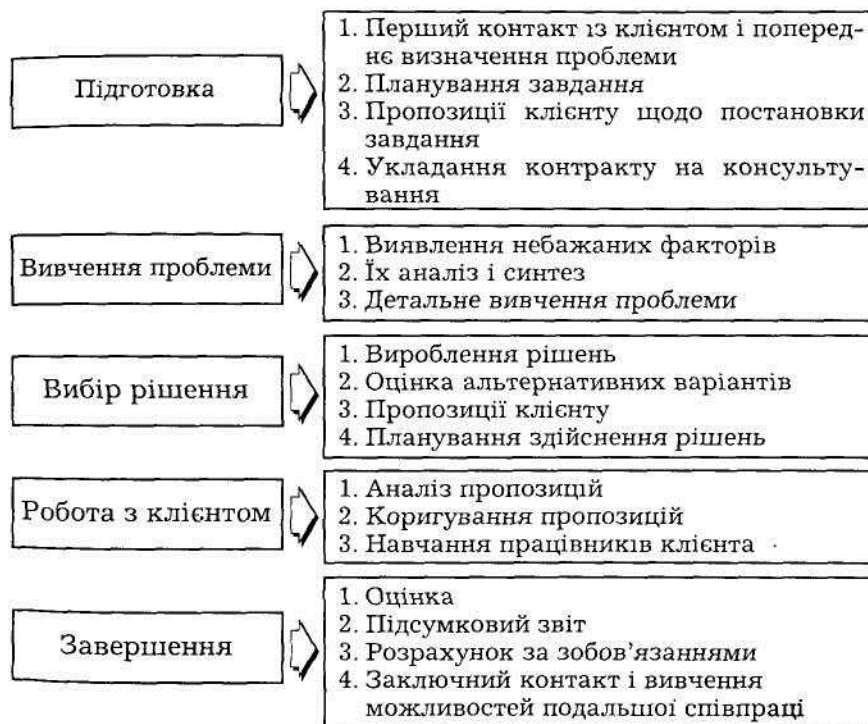 Підготовка
1. Перший контакт із клієнтом і поперед-
нє визначення проблеми
2. Планування завдання
3. Пропозиції клієнту щодо постановки
завдання
4. Укладання контракту на консульту-
вання
Вивчення проблеми
1. Виявлення небажаних факторів
2. Їх аналіз і синтез
3. Детальне вивчення проблеми
Вибір рішення
1. Вироблення рішень
2. Оцінка альтернативних варіантів
3. Пропозиції клієнту
4. Планування здійснення рішень
Робота з клієнтом
1. Аналіз пропозицій
2. Коригування пропозицій
3. Навчання працівників клієнта
Завершення
1. Оцінка
2. Підсумковий звіт
3. Розрахунок за зобов’язаннями
4. Заключний контакт і вивчення
можливостей подальшої співпраці